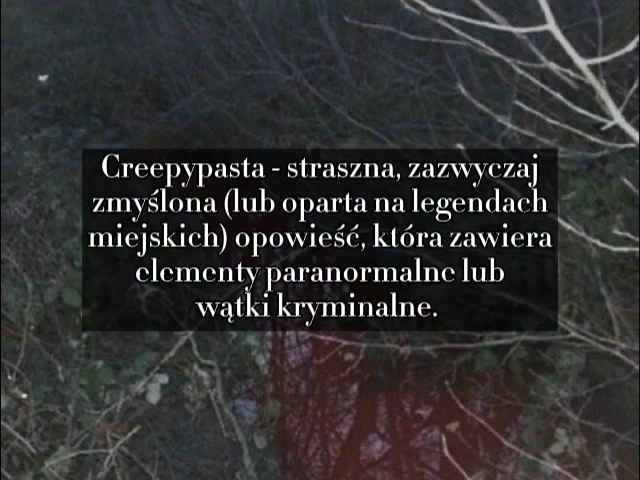 Creepypasta - straszna, zazwyczaj
zmyślona (lub oparta na legendach
miejskich) opowieść, która zawiera
elementy paranormalne lub
wątki kryminalne.